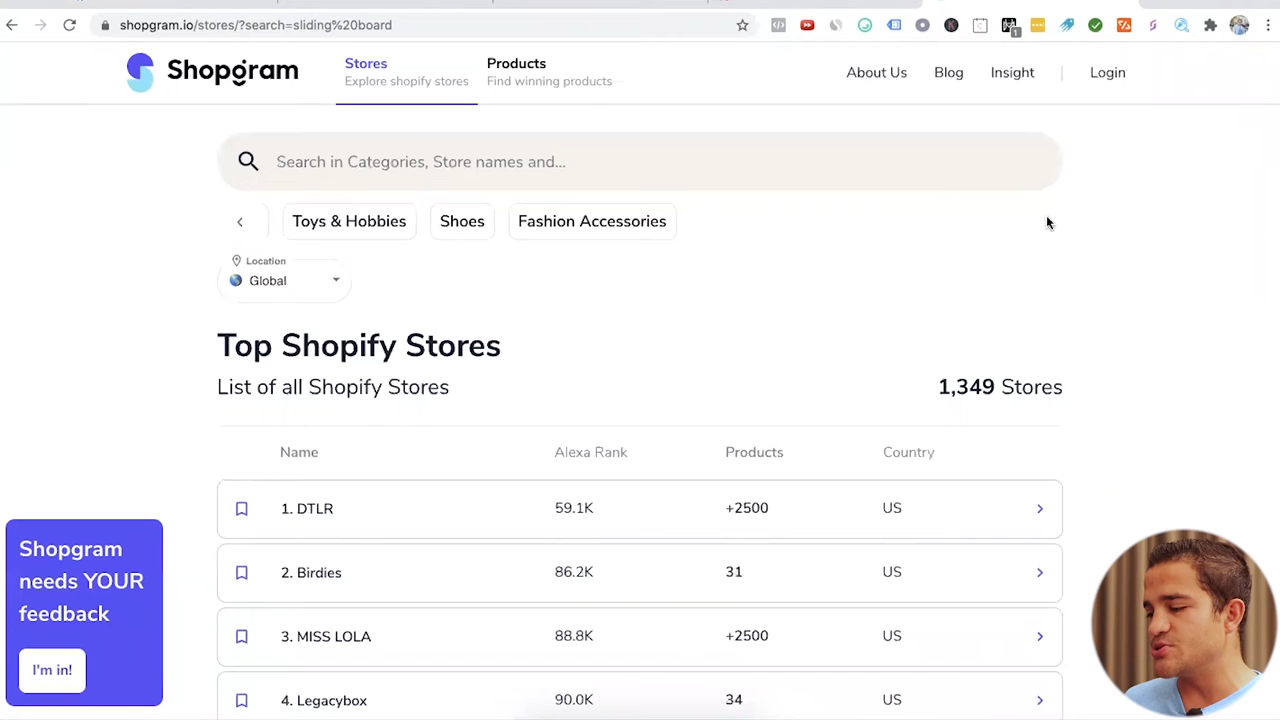 shopgram.io/stores/?search=sliding%20board
1
Shopgram
Stores
Explore shopify stores
Products
Find winning products
About Us
Blog
Insight
Login
Search in Categories, Store names and...
Toys & Hobbies
Shoes
Fashion Accessories
Location
Global
Top Shopify Stores
List of all Shopify Stores
1,349 Stores
Name Alexa Rank Products Country
1. DTLR 59.1K +2500 US
2. Birdies 86.2K 31 US
3. MISS LOLA 88.8K +2500 US
4. Legacybox 90.0K 34 US
Shopgram
needs YOUR
feedback
I'm in!